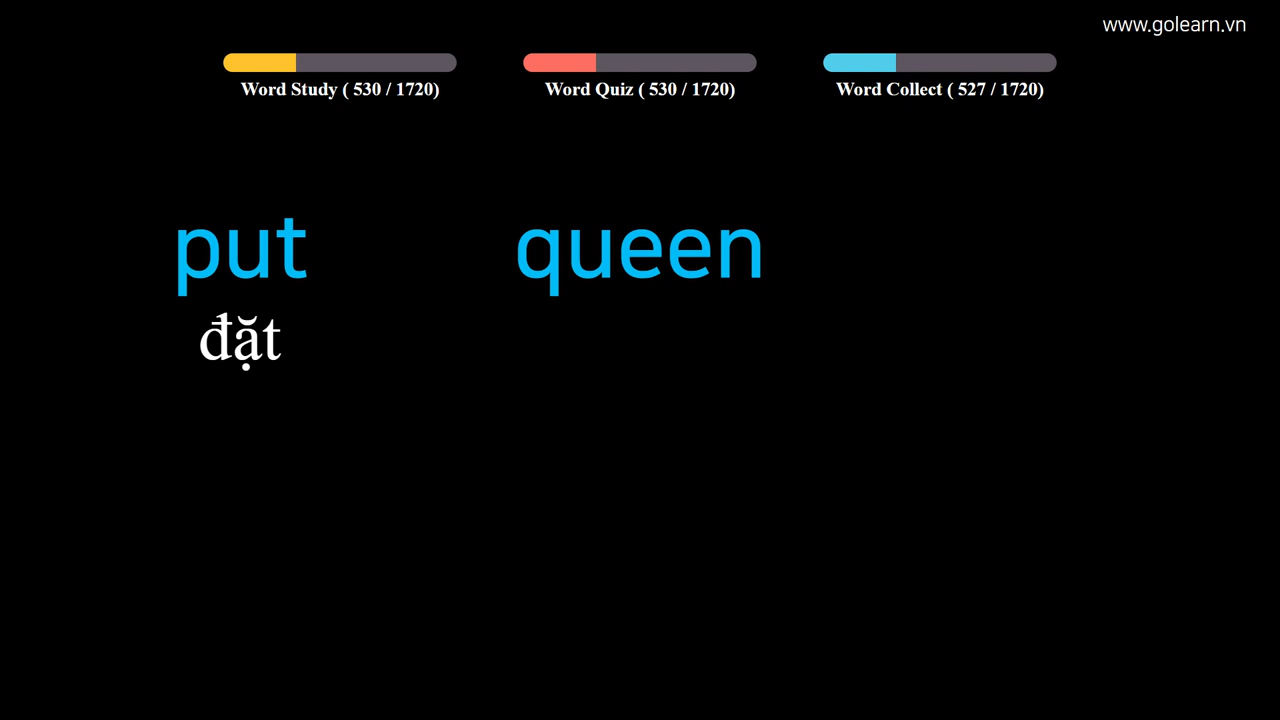 www.golearn.vn
Word Study ( 530 / 1720)
Word Quiz ( 530 / 1720)
Word Collect ( 527 / 1720)
put
queen
đặt